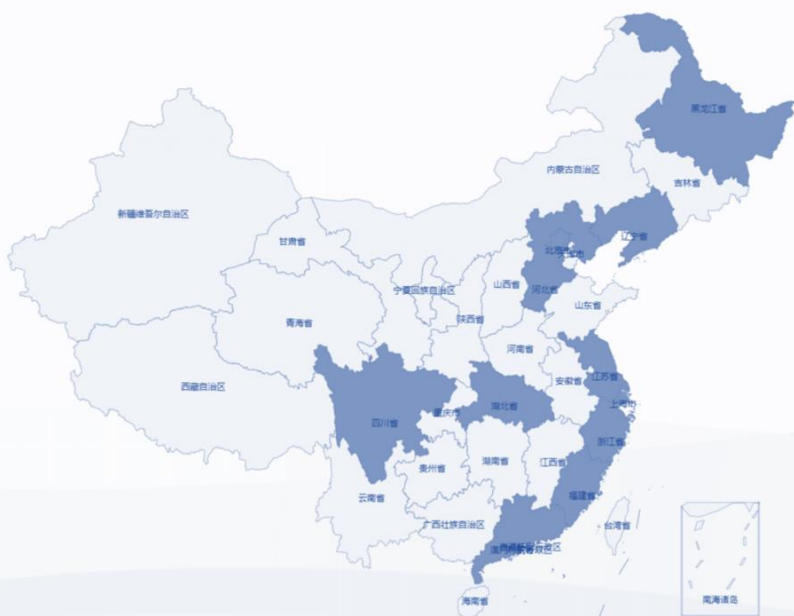 黑龙江省
内蒙古自治区
吉林省
新疆维吾尔自治区
辽宁省
甘肃省
北京市
山西省
宁夏回族自治区
河北省
山东省
青海省
陕西省
河南省
西藏自治区
安徽省
江苏省
上海市
湖北省
重庆市
四川省
浙江省
湖南省
江西省
贵州省
福建省
云南省
广西壮族自治区
台湾省
海南省
南海诸岛